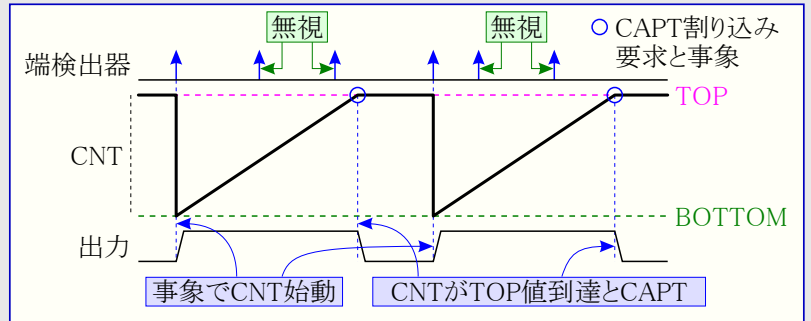 無視
無視
CAPT割り込み
要求と事象
端検出器
TOP
CNT
BOTTOM
出力
事象でCNT始動
CNTがTOP値到達とCAPT